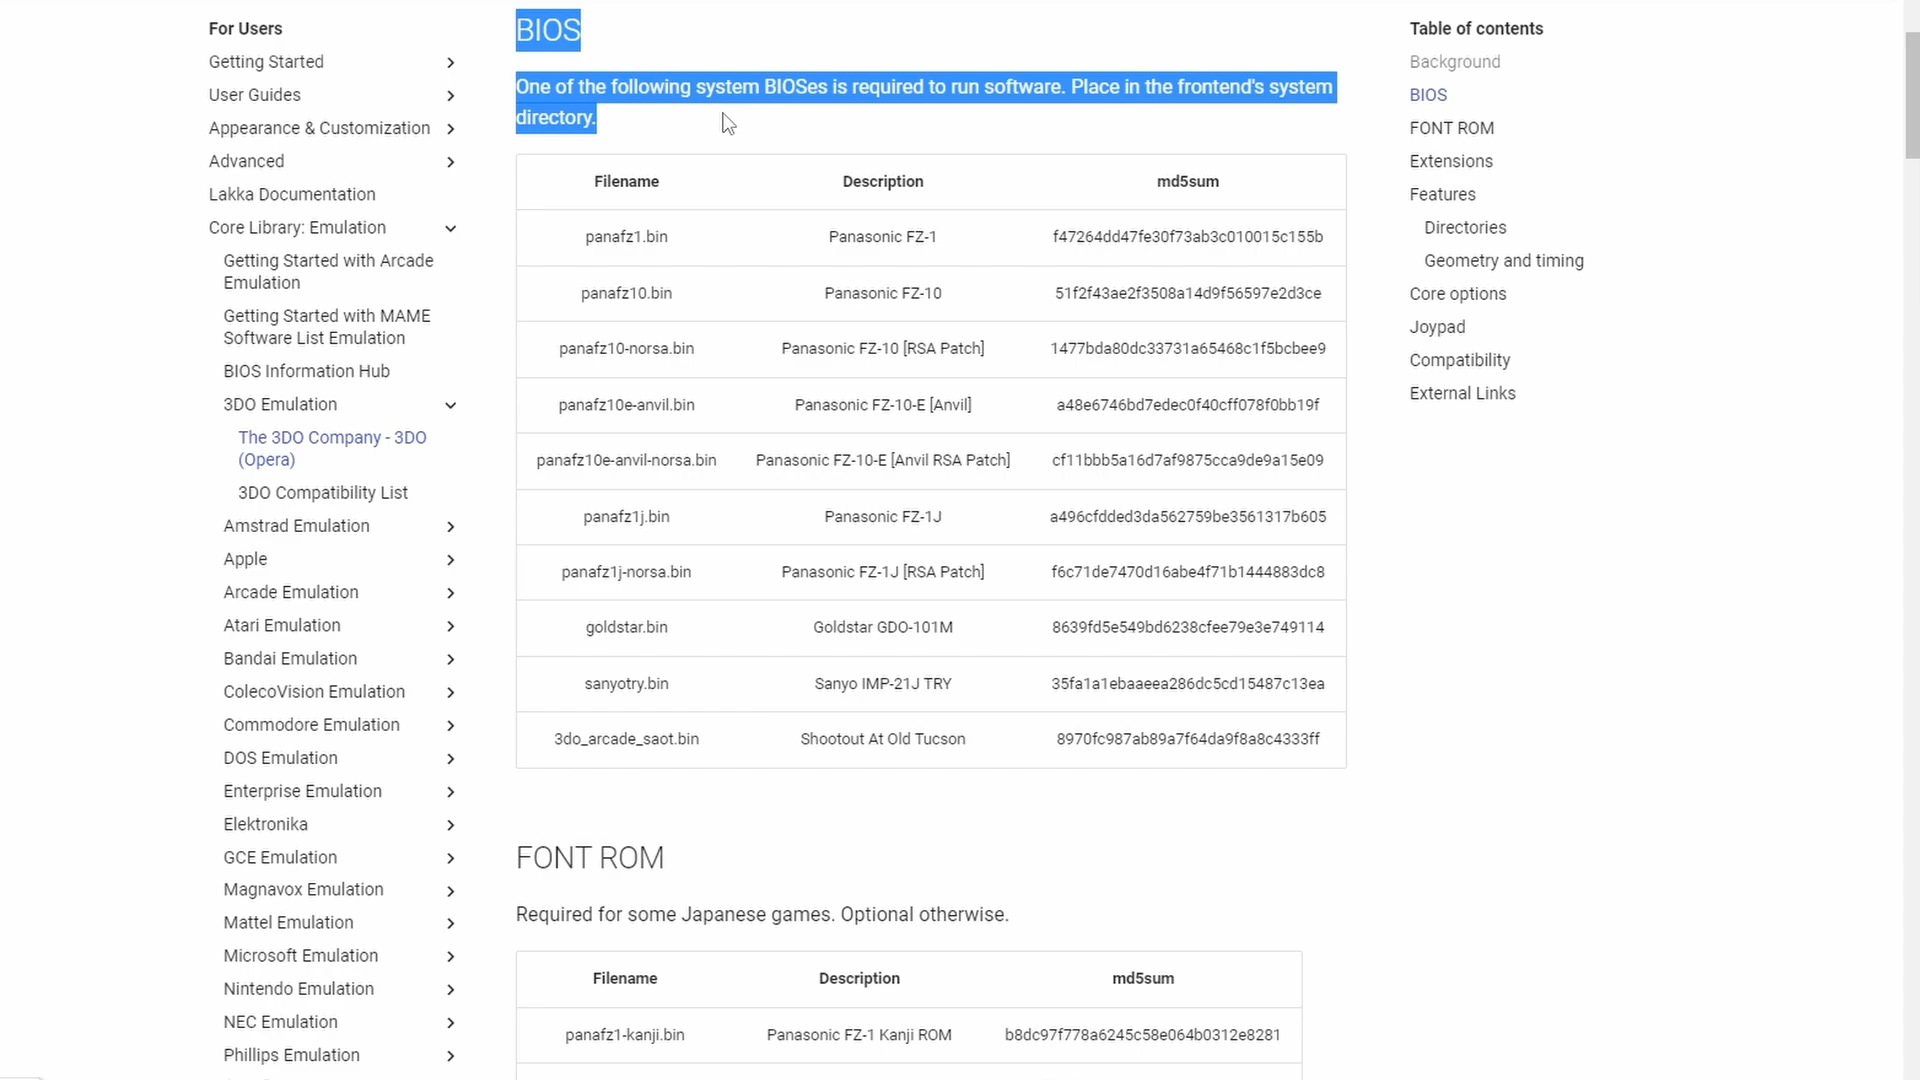 For Users
Getting Started
User Guides
Appearance & Customization
Advanced
Lakka Documentation
Core Library: Emulation
Getting Started with Arcade
Emulation
Getting Started with MAME
Software List Emulation
BIOS Information Hub
3DO Emulation
The 3DO Company - 3DO
(Opera)
3DO Compatibility List
Amstrad Emulation
Apple
Arcade Emulation
Atari Emulation
Bandai Emulation
ColecoVision Emulation
Commodore Emulation
DOS Emulation
Enterprise Emulation
Elektronika
GCE Emulation
Magnavox Emulation
Mattel Emulation
Microsoft Emulation
Nintendo Emulation
NEC Emulation
Phillips Emulation
BIOS
One of the following system BIOSes is required to run software. Place in the frontend's system
directory.
Filename Description md5sum
panafz1.bin Panasonic FZ-1 f47264dd47fe30f73ab3c010015c155b
panafz10.bin Panasonic FZ-10 51f2f43ae2f3508a14d9f56597e2d3ce
panafz10-norsa.bin Panasonic FZ-10 [RSA Patch] 1477bda80dc33731a65468c1f5bcbee9
panafz10e-anvil.bin Panasonic FZ-10-E [Anvil] a48e6746bd7edec0f40cff078f0bb19f
panafz10e-anvil-norsa.bin Panasonic FZ-10-E [Anvil RSA Patch] cf11bbb5a16d7af9875cca9de9a15e09
panafz1j.bin Panasonic FZ-1J a496cfdded3da562759be3561317b605
panafz1j-norsa.bin Panasonic FZ-1J [RSA Patch] f6c71de7470d16abe4f71b1444883dc8
goldstar.bin Goldstar GDO-101M 8639fd5e549bd6238cfee79e3e749114
sanyotry.bin Sanyo IMP-21J TRY 35fa1a1ebaaeea286dc5cd15487c13ea
3do_arcade_saot.bin Shootout At Old Tucson 8970fc987ab89a7f64da9f8a8c4333ff
FONT ROM
Required for some Japanese games. Optional otherwise.
Filename Description md5sum
panafz1-kanji.bin Panasonic FZ-1 Kanji ROM b8dc97f778a6245c58e064b0312e8281
Table of contents
Background
BIOS
FONT ROM
Extensions
Features
Directories
Geometry and timing
Core options
Joypad
Compatibility
External Links